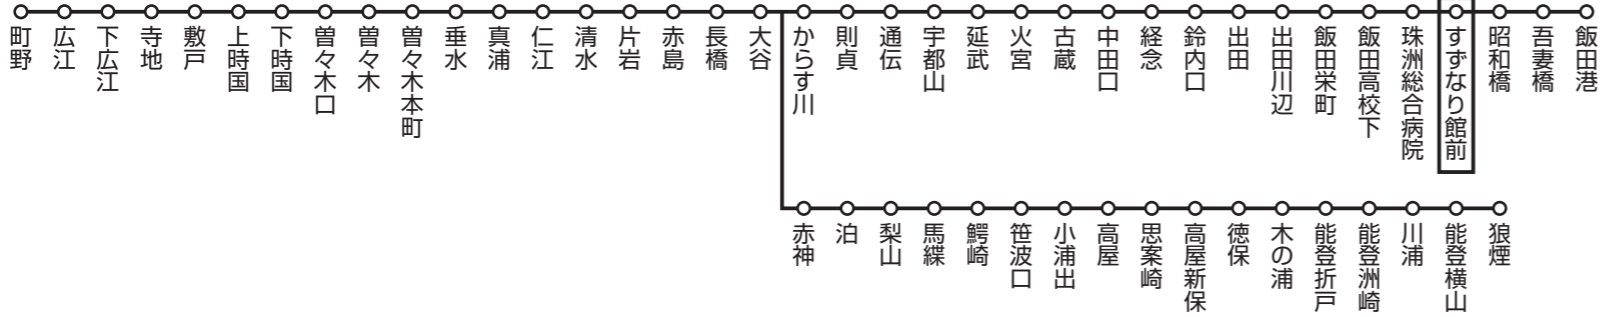 町野
広江
下広江
寺地
敷戸
上時国
下時国
曽々木口
曽々木
曽々木本町
垂水
真浦
仁江
清水
片岩
赤島
長橋
大谷
からす川
則貞
通伝
宇都山
延武
火宮
古蔵
中田口
経念
鈴内口
出田
出田川辺
飯田栄町
飯田高校下
珠洲総合病院
すずなり館前
昭和橋
吾妻橋
飯田港
赤神
泊
梨山
馬緤
鰐崎
笹波口
小浦出
高屋
思案崎
高屋新保
徳保
木の浦
能登折戸
能登洲崎
川浦
能登横山
狼煙